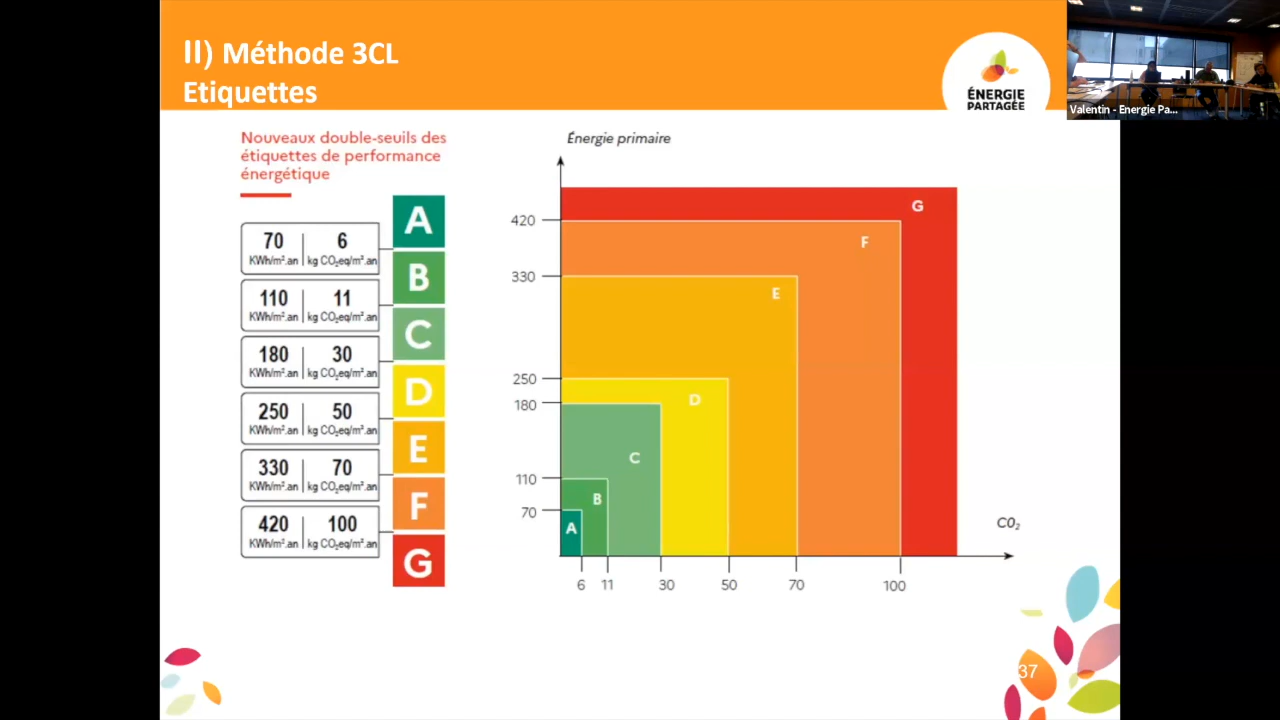 II) Méthode 3CL
Etiquettes
ÉNERGIE
PARTAGÉE
Valentin - Energie Pa...
Nouveaux double-seuils des
étiquettes de performance
énergétique
A
70 6
KWh/m².an kg CO₂eq/m².an
B
110 11
KWh/m².an kg CO₂eq/m².an
C
180 30
KWh/m².an kg CO₂eq/m².an
D
250 50
KWh/m².an kg CO₂eq/m².an
E
330 70
KWh/m².an kg CO₂eq/m².an
F
420 100
KWh/m².an kg CO₂eq/m².an
G
Énergie primaire
G
420
F
330
E
250
D
180
C
110
B
70
A
CO₂
6 11 30 50 70 100
37